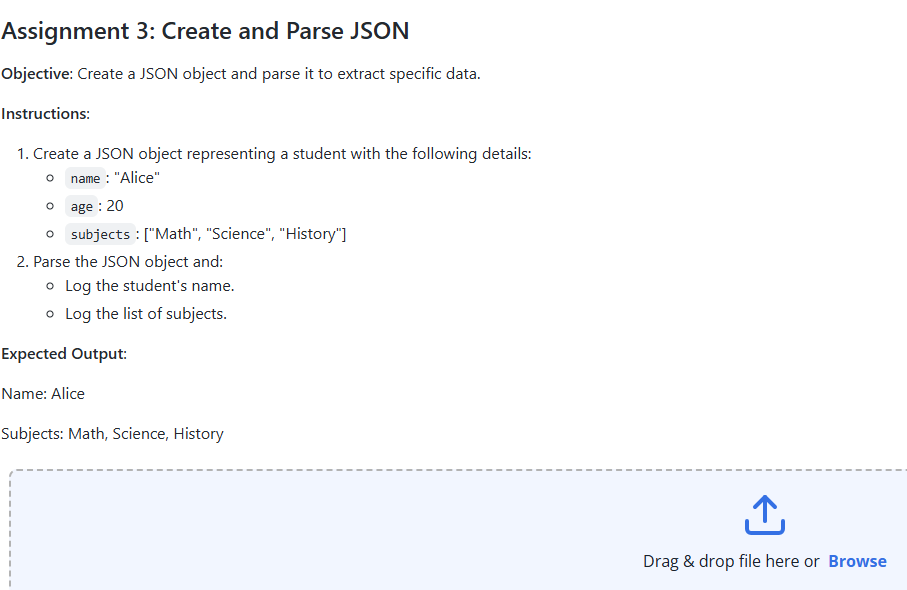 Assignment 3: Create and Parse JSON
Objective: Create a JSON object and parse it to extract specific data.
Instructions:
1. Create a JSON object representing a student with the following details:
name : "Alice"
age : 20
subjects : ["Math", "Science", "History"]
2. Parse the JSON object and:
Log the student's name.
Log the list of subjects.
Expected Output:
Name: Alice
Subjects: Math, Science, History
Drag & drop file here or Browse